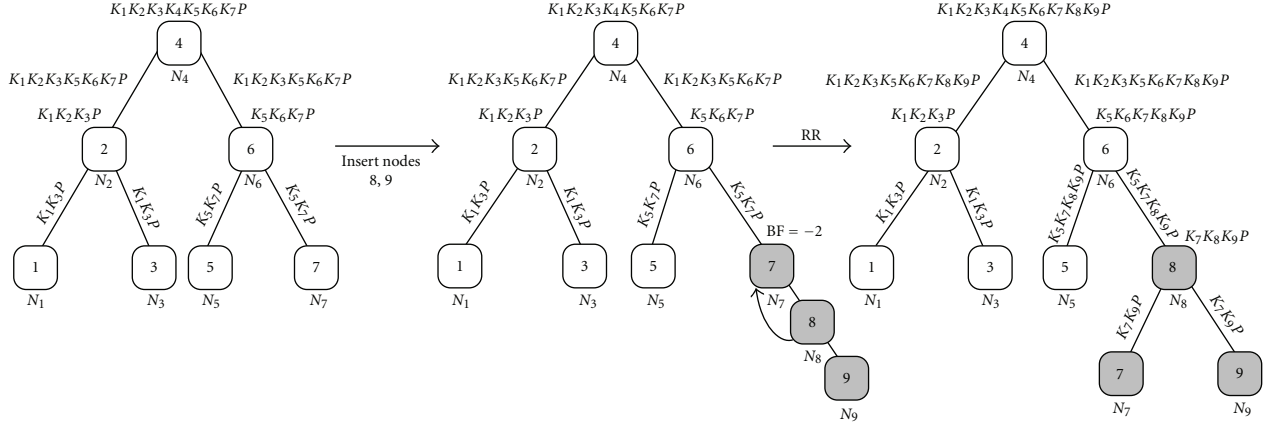 K1K2K3K4K5K6K7P
4
N4
K1K2K3K5K6K7P
K1K2K3K5K6K7P
K1K2K3P
K5K6K7P
2
6
N2
N6
K1K3P
K1K3P
K5K7P
K5K7P
1
3
5
7
N1
N3
N5
N7
Insert nodes
8, 9
K1K2K3K4K5K6K7P
4
N4
K1K2K3K5K6K7P
K1K2K3K5K6K7P
K1K2K3P
K5K6K7P
2
6
N2
N6
K1K3P
K1K3P
K5K7P
K5K7P
BF = −2
1
3
5
7
N1
N3
N5
N7
8
N8
9
N9
RR
K1K2K3K4K5K6K7K8K9P
4
N4
K1K2K3K5K6K7K8K9P
K1K2K3K5K6K7K8K9P
K1K2K3P
K5K6K7K8K9P
2
6
N2
N6
K1K3P
K1K3P
K5K7K8K9P
K5K7K8K9P
K7K8K9P
1
3
5
8
N1
N3
N5
N8
K7K9P
K7K9P
7
9
N7
N9